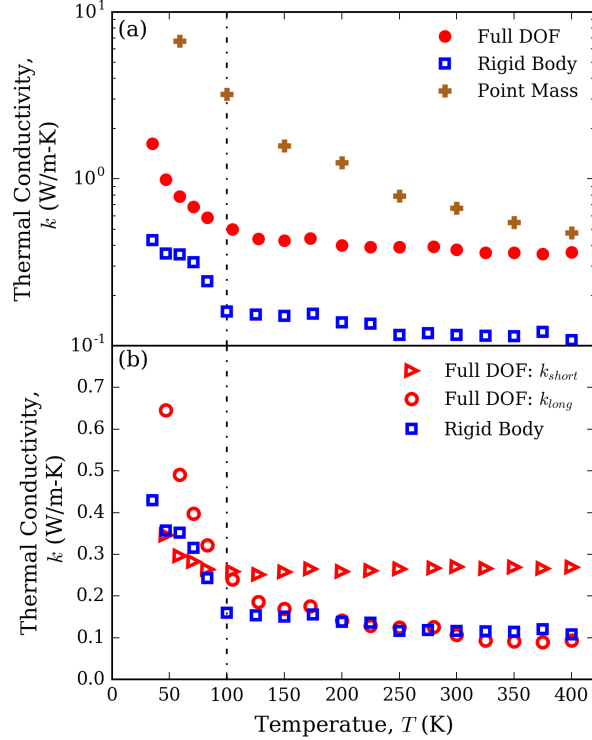 (a)
Full DOF
Rigid Body
Point Mass
10^1
10^0
10^-1
Thermal Conductivity,
k (W/m-K)
(b)
Full DOF: k_short
Full DOF: k_long
Rigid Body
0.7
0.6
0.5
0.4
0.3
0.2
0.1
0.0
Thermal Conductivity,
k (W/m-K)
0 50 100 150 200 250 300 350 400
Temperatue, T (K)